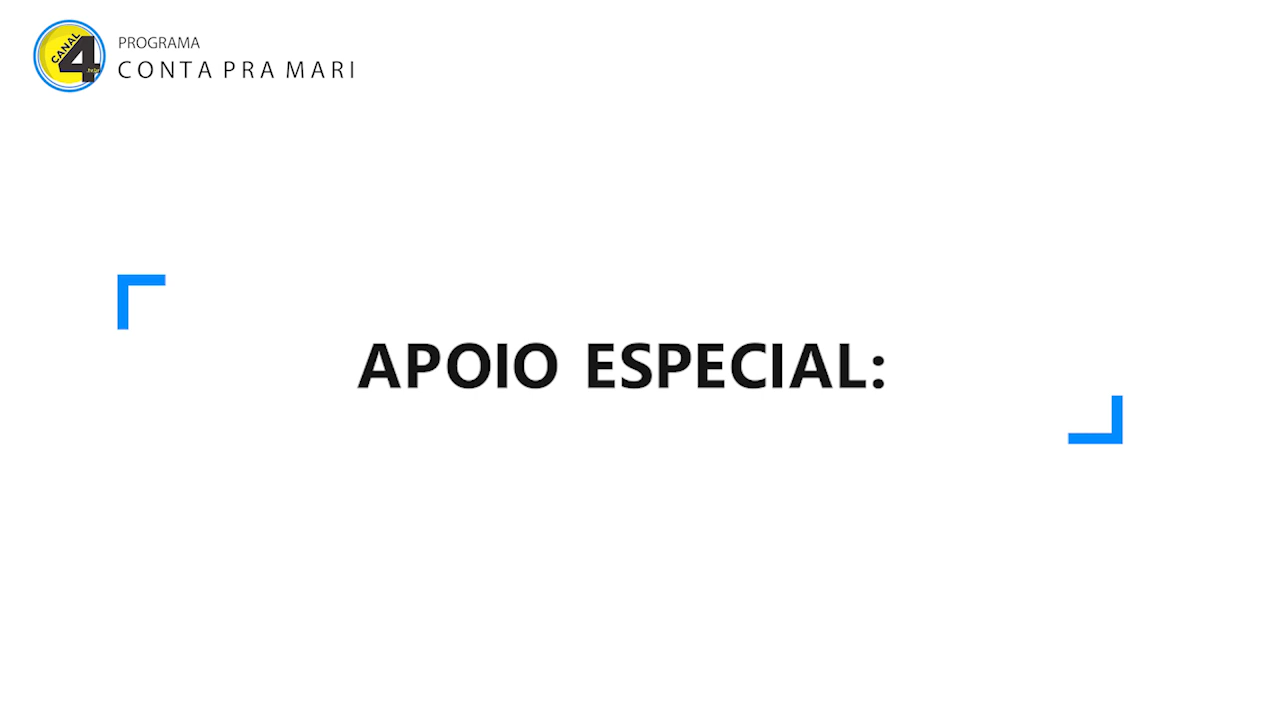 CANAL
4
PROGRAMA
CONTA PRA MARI
APOIO ESPECIAL: